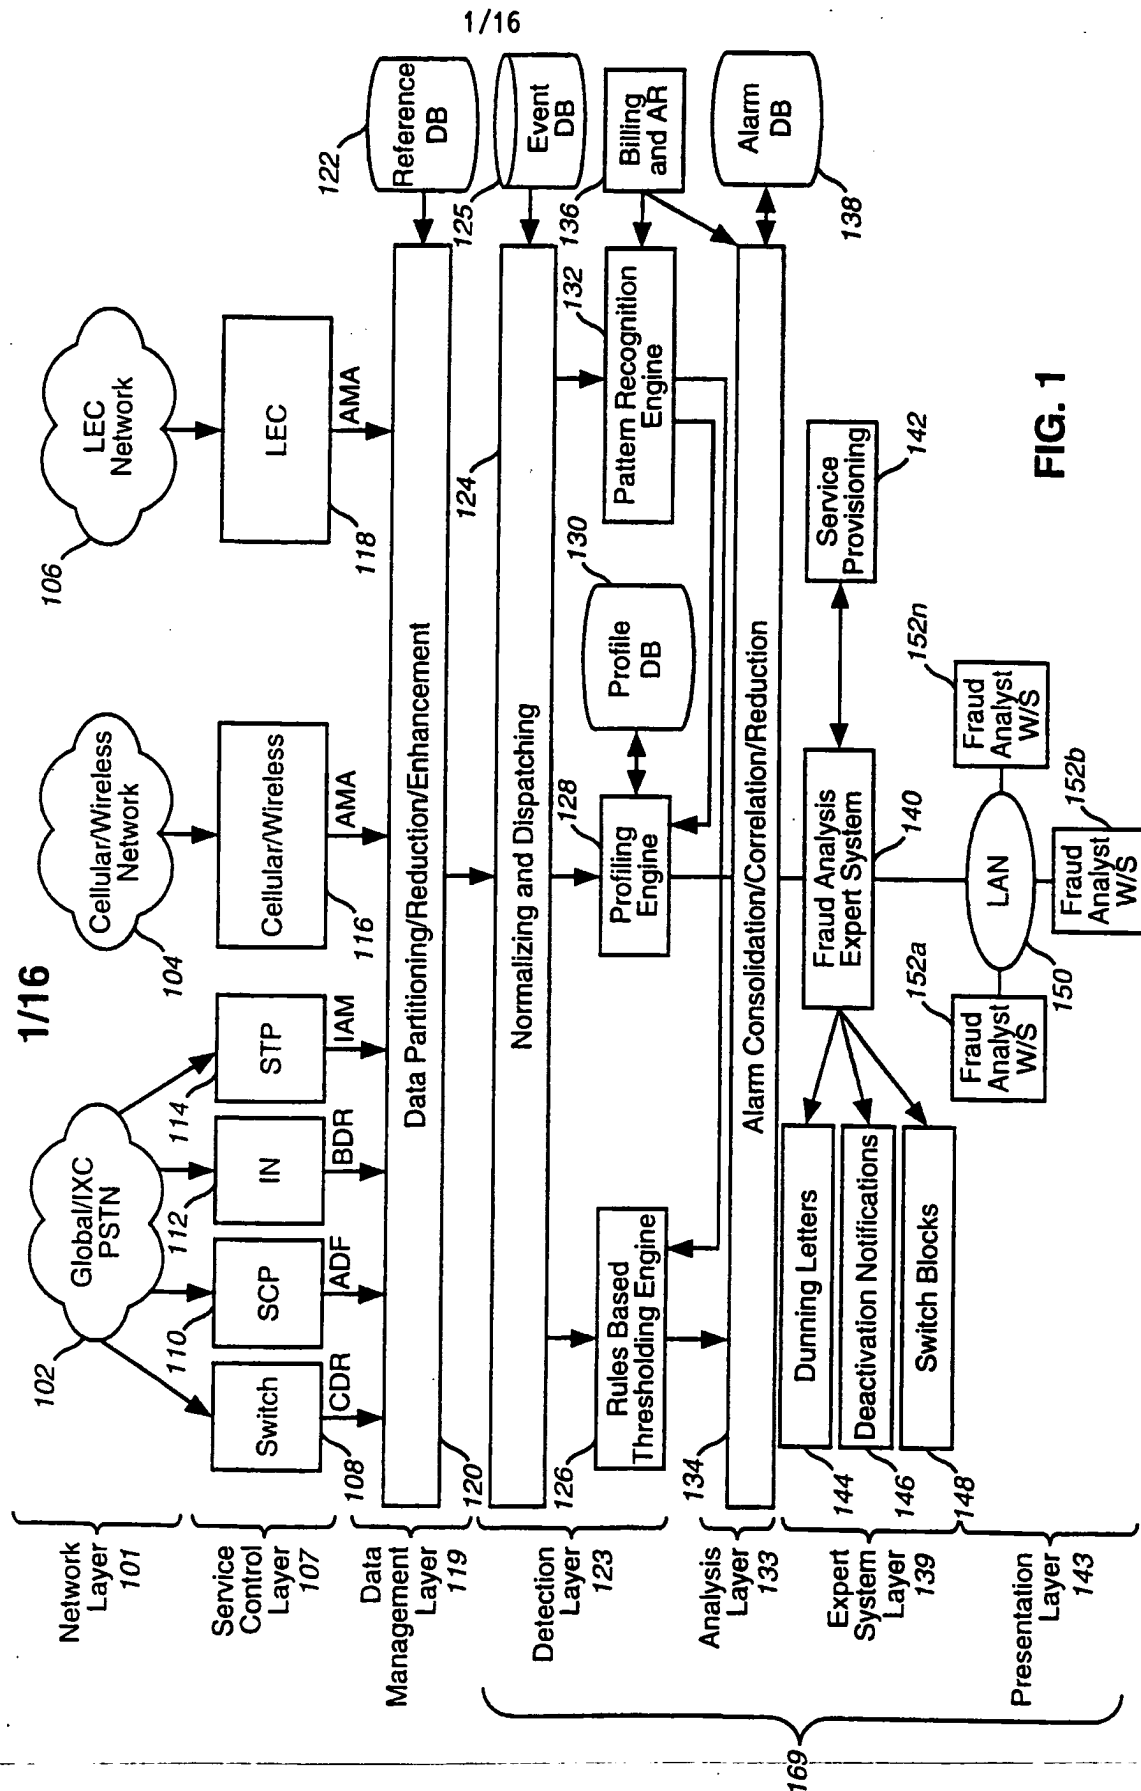 1/16
1/16
Network
Layer
101
Global/IXC
PSTN
102
Cellular/Wireless
Network
104
LEC
Network
106
Service
Control
Layer
107
Switch
108
SCP
110
IN
112
STP
114
Cellular/Wireless
116
LEC
118
CDR
ADF
BDR
IAM
AMA
AMA
Data
Management
Layer 119
Data Partitioning/Reduction/Enhancement
120
Reference
DB
122
Detection
Layer
123
Normalizing and Dispatching
124
Event
DB
125
Rules Based
Thresholding Engine
126
Profiling
Engine
128
Profile
DB
130
Pattern Recognition
Engine
132
Billing
and AR
136
Analysis
Layer
133
Alarm Consolidation/Correlation/Reduction
134
Alarm
DB
138
Expert
System
Layer
139
Dunning Letters
144
Deactivation Notifications
146
Switch Blocks
148
Fraud Analysis
Expert System
140
Service
Provisioning
142
Presentation
Layer
143
Fraud
Analyst
W/S
152a
LAN
150
Fraud
Analyst
W/S
152b
Fraud
Analyst
W/S
152n
169
FIG. 1